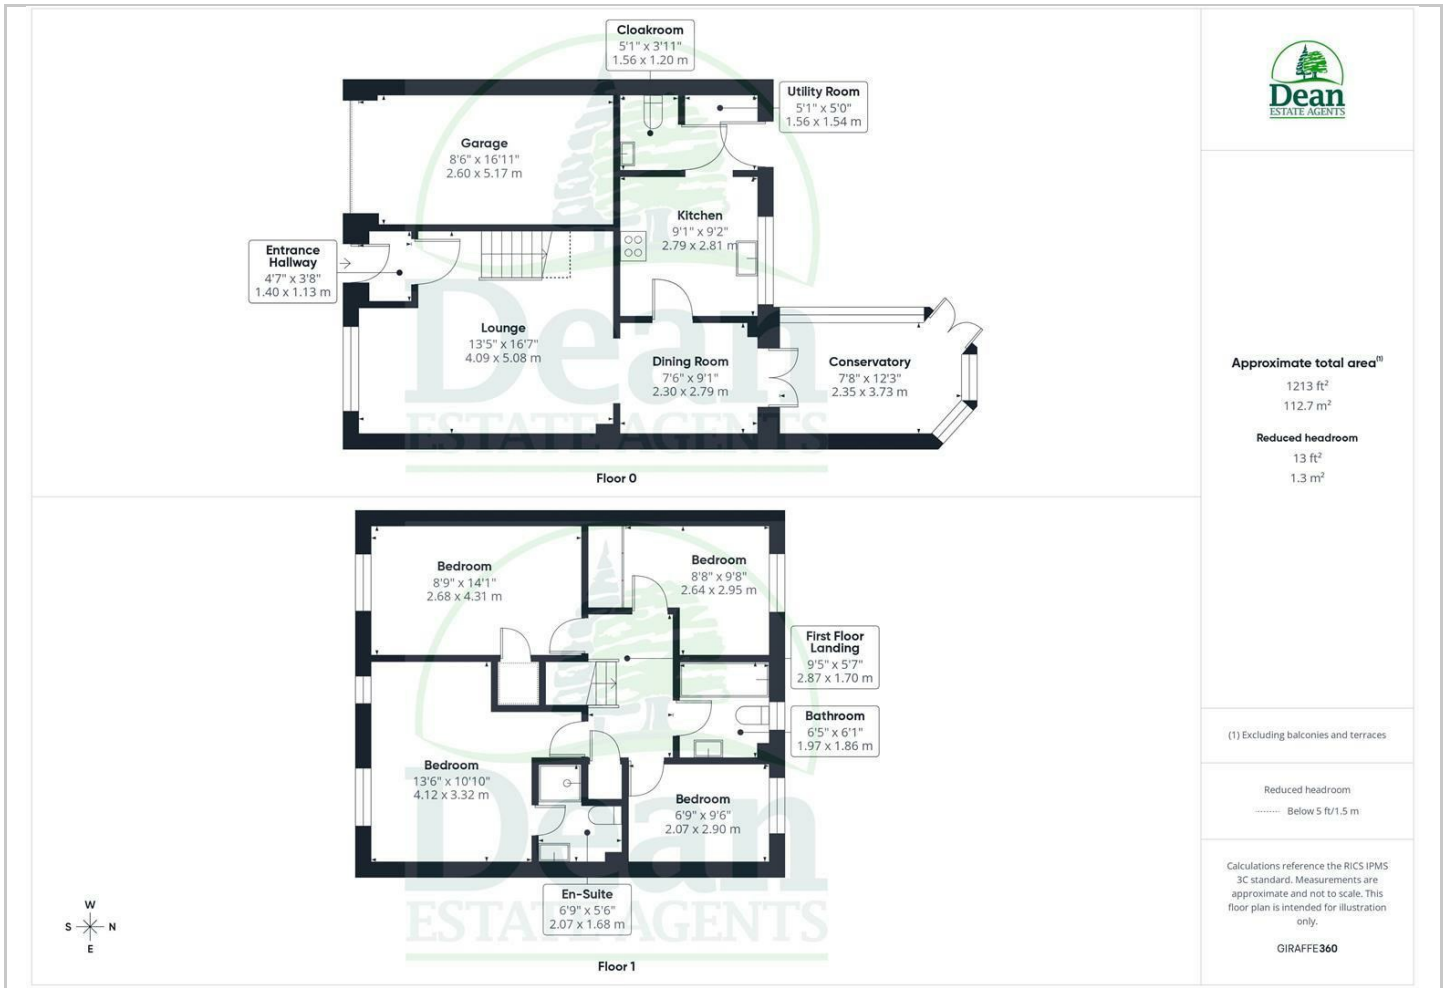 Cloakroom
5'1" x 3'11"
1.56 x 1.20 m
Utility Room
5'1" x 5'0"
1.56 x 1.54 m
Garage
8'6" x 16'11"
2.60 x 5.17 m
Kitchen
9'1" x 9'2"
2.79 x 2.81 m
Entrance
Hallway
4'7" x 3'8"
1.40 x 1.13 m
Lounge
13'5" x 16'7"
4.09 x 5.08 m
Dining Room
7'6" x 9'1"
2.30 x 2.79 m
Conservatory
7'8" x 12'3"
2.35 x 3.73 m
Dean
ESTATE AGENTS
Floor 0
Bedroom
8'9" x 14'1"
2.68 x 4.31 m
Bedroom
8'8" x 9'8"
2.64 x 2.95 m
First Floor
Landing
9'5" x 5'7"
2.87 x 1.70 m
Bathroom
6'5" x 6'1"
1.97 x 1.86 m
Bedroom
13'6" x 10'10"
4.12 x 3.32 m
Bedroom
6'9" x 9'6"
2.07 x 2.90 m
En-Suite
6'9" x 5'6"
2.07 x 1.68 m
Dean
ESTATE AGENTS
W
S N
E
Floor 1
Dean
ESTATE AGENTS
Approximate total area(1)
1213 ft²
112.7 m²
Reduced headroom
13 ft²
1.3 m²
(1) Excluding balconies and terraces
Reduced headroom
Below 5 ft/1.5 m
Calculations reference the RICS IPMS
3C standard. Measurements are
approximate and not to scale. This
floor plan is intended for illustration
only.
GIRAFFE360